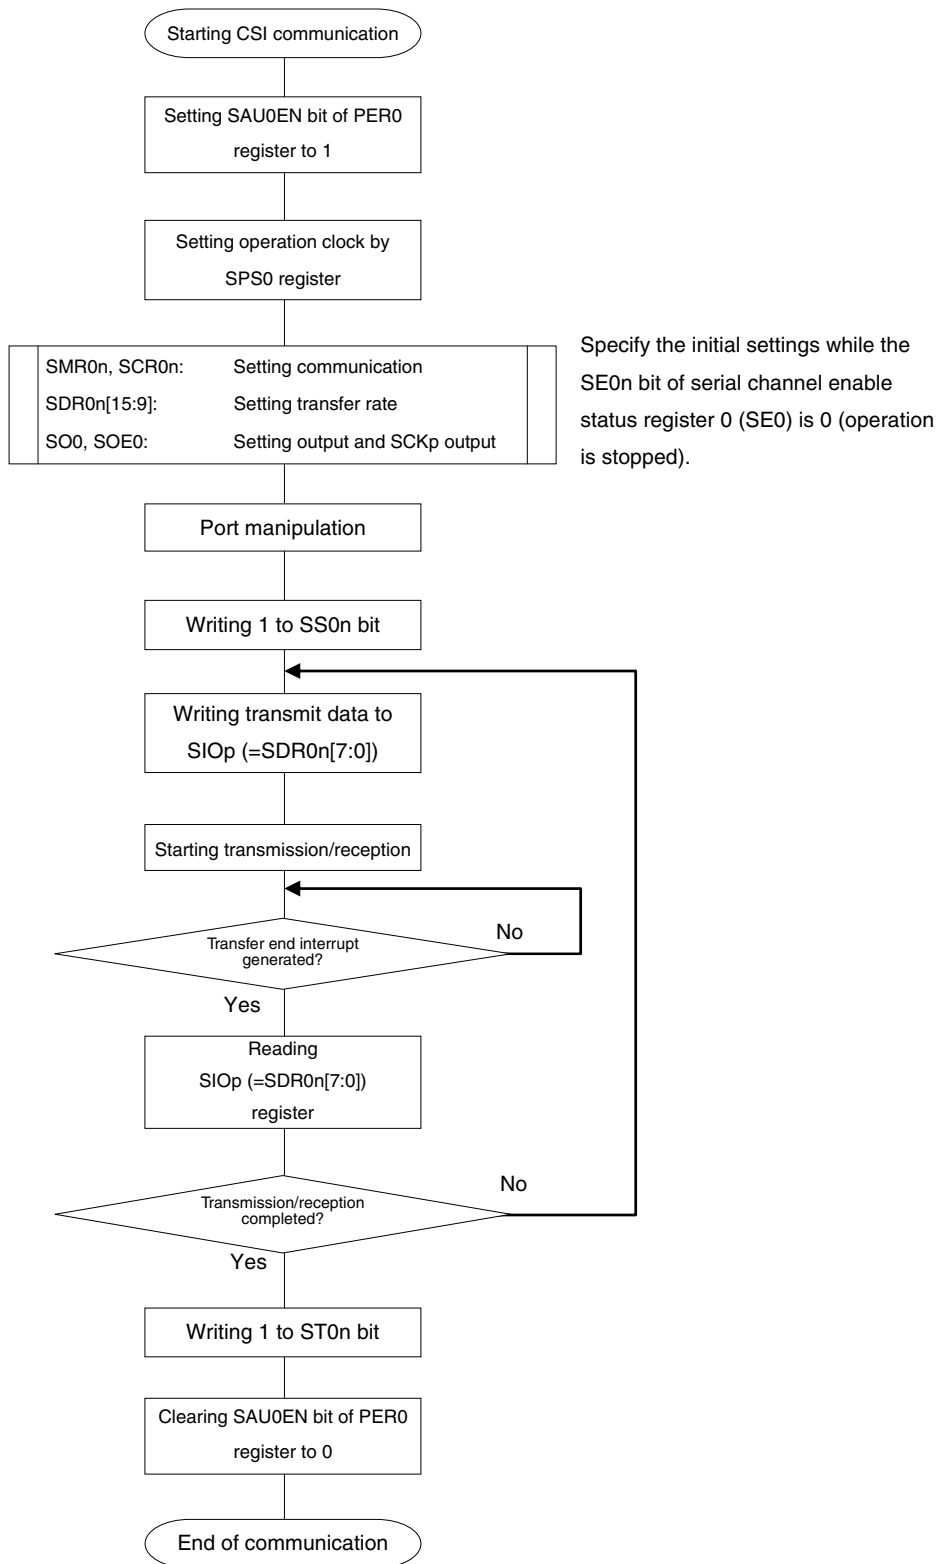 Starting CSI communication
Setting SAU0EN bit of PER0
register to 1
Setting operation clock by
SPS0 register
SMR0n, SCR0n: Setting communication
SDR0n[15:9]: Setting transfer rate
SO0, SOE0: Setting output and SCKp output
Specify the initial settings while the
SE0n bit of serial channel enable
status register 0 (SE0) is 0 (operation
is stopped).
Port manipulation
Writing 1 to SS0n bit
Writing transmit data to
SIOp (=SDR0n[7:0])
Starting transmission/reception
Transfer end interrupt
generated?
No
Yes
Reading
SIOp (=SDR0n[7:0])
register
Transmission/reception
completed?
No
Yes
Writing 1 to ST0n bit
Clearing SAU0EN bit of PER0
register to 0
End of communication